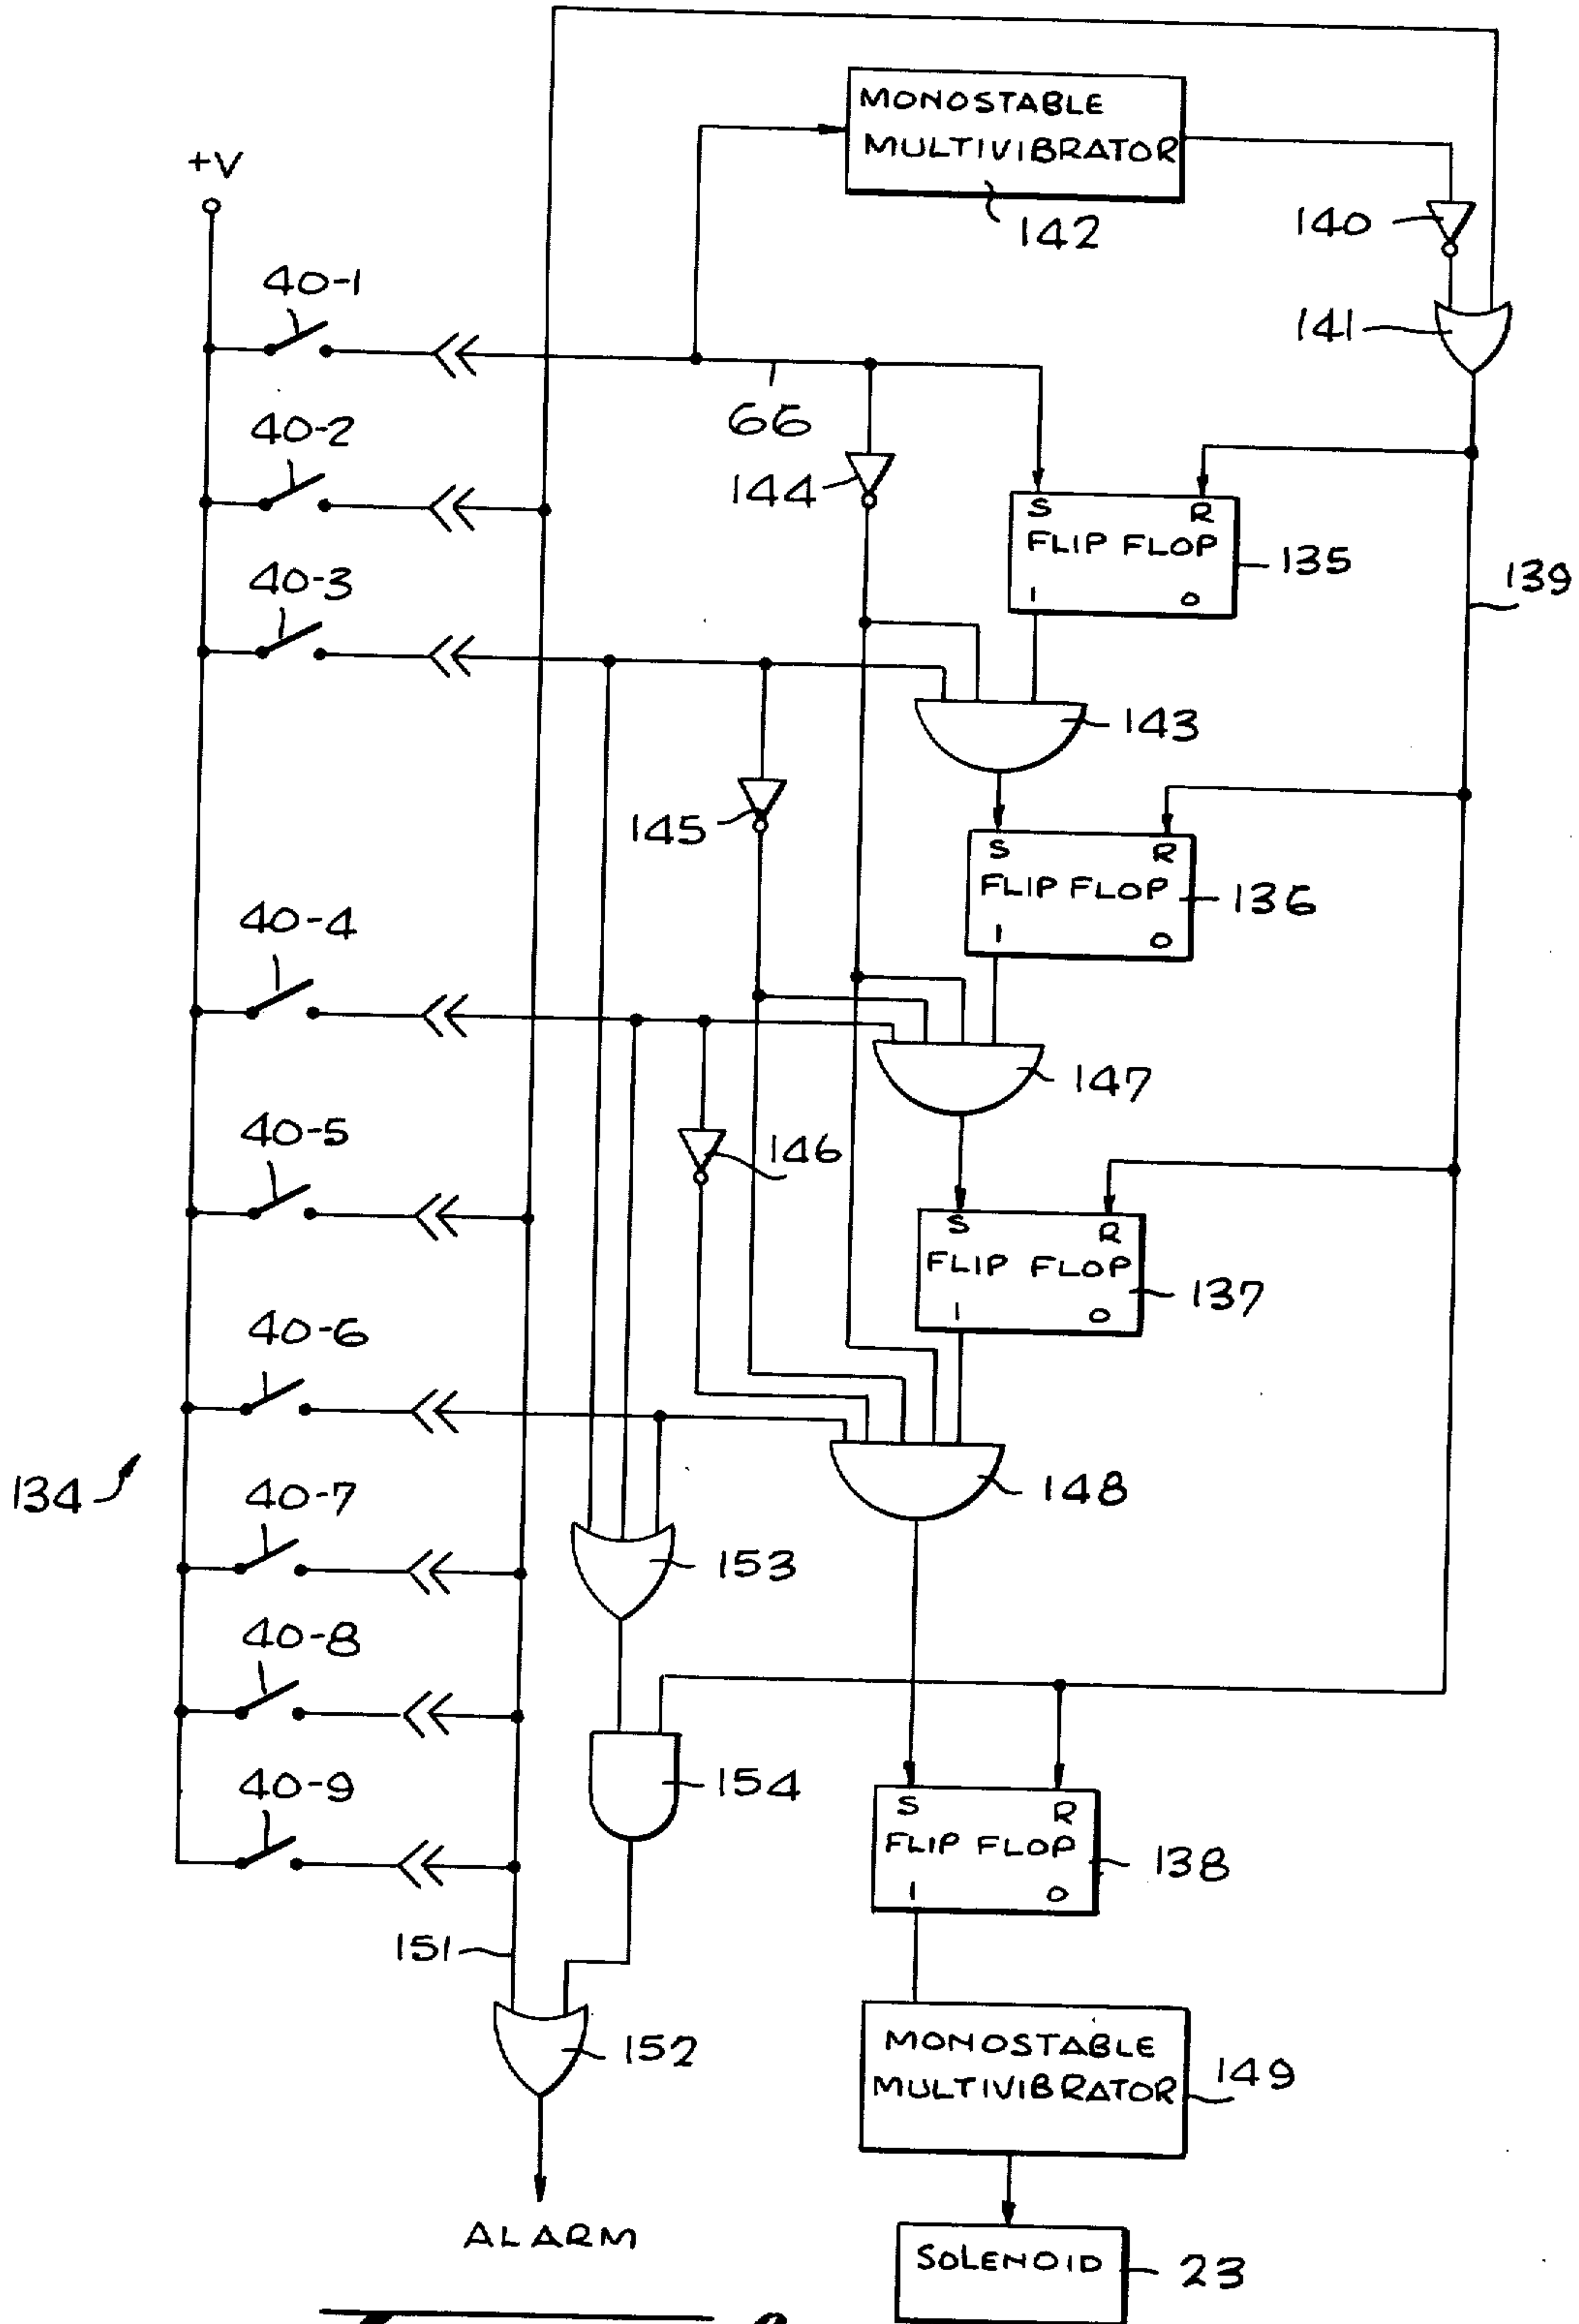 MONOSTABLE
MULTIVIBRATOR
142
+V
140
40-1
141
66
40-2
144
S R
FLIP FLOP
1 0
135
139
40-3
143
145
S R
FLIP FLOP
1 0
136
40-4
147
40-5
146
S R
FLIP FLOP
1 0
137
40-6
134
148
40-7
153
40-8
154
40-9
S R
FLIP FLOP
1 0
138
151
152
MONOSTABLE
MULTIVIBRATOR
149
ALARM
SOLENOID
23